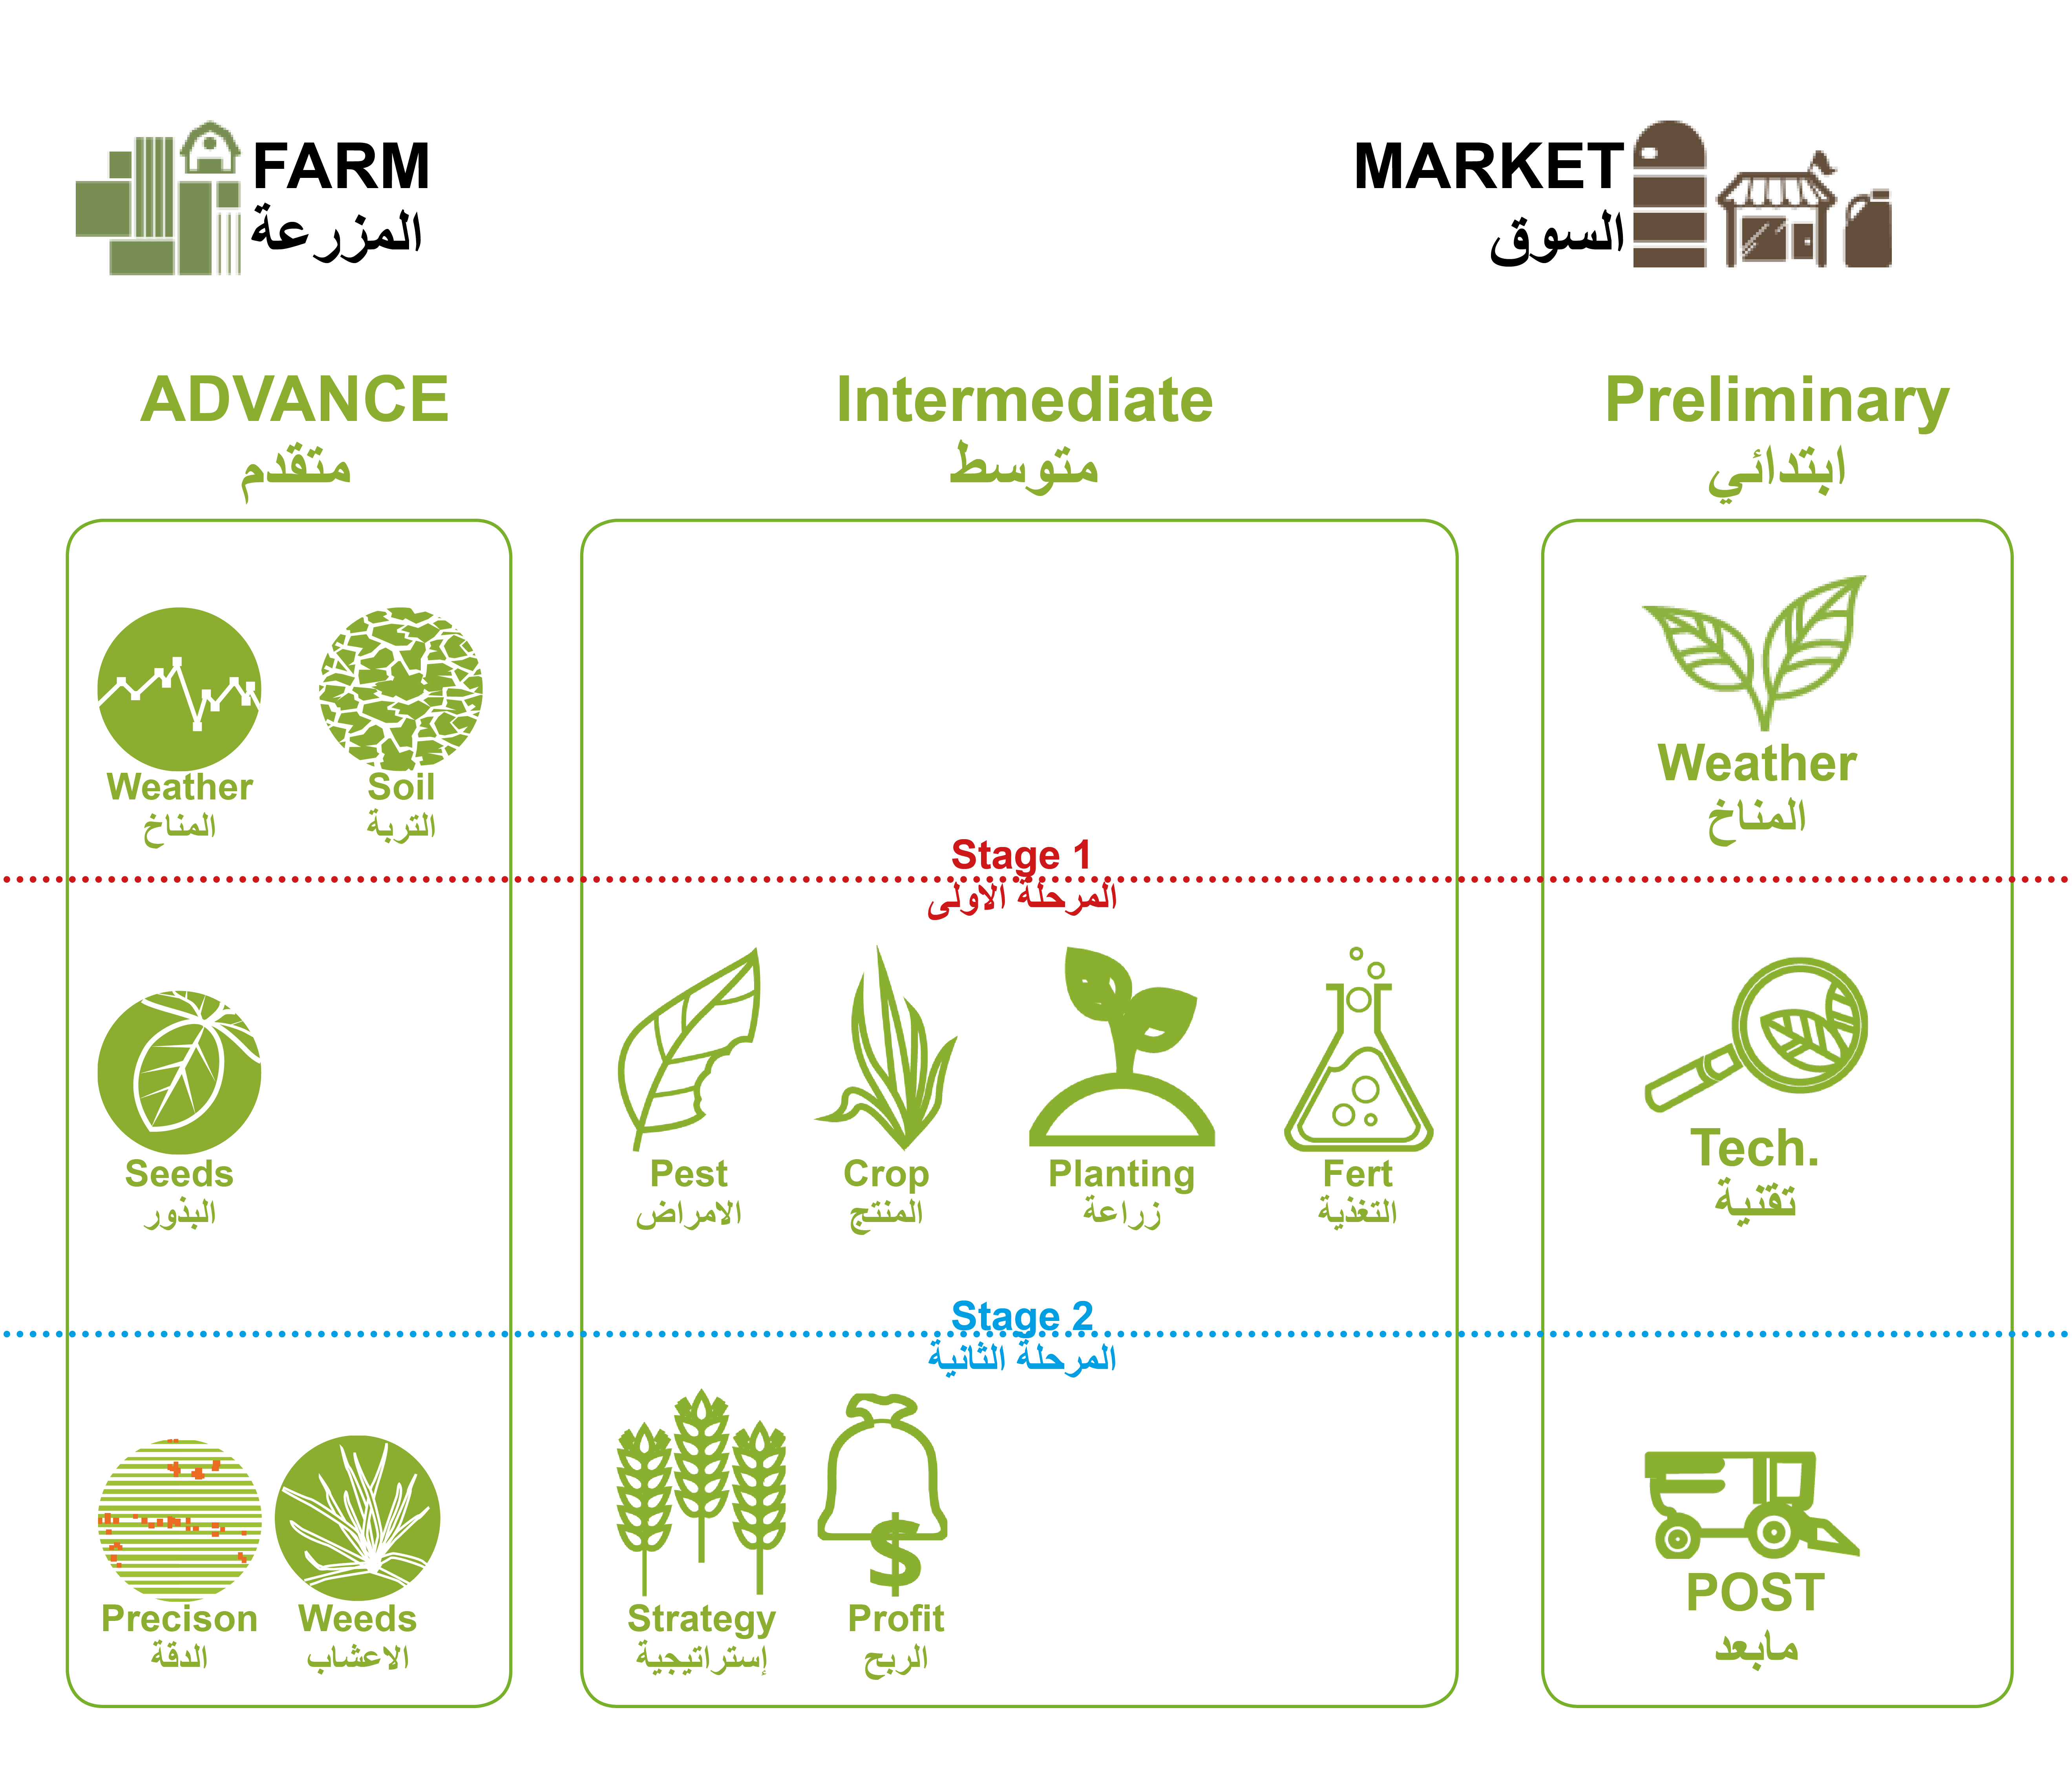 FARM
المزرعة
MARKET
السوق
ADVANCE
متقدم
Intermediate
متوسط
Preliminary
ابتدائي
Weather
المناخ
Soil
التربة
Weather
المناخ
Stage 1
المرحلة الاولى
Seeds
البذور
Pest
الامراض
Crop
المنتج
Planting
زراعة
Fert
التغذية
Tech.
تقنية
Stage 2
المرحلة الثانية
Precison
الدقة
Weeds
الاعشاب
Strategy
إستراتيجية
Profit
الربح
POST
مابعد
$